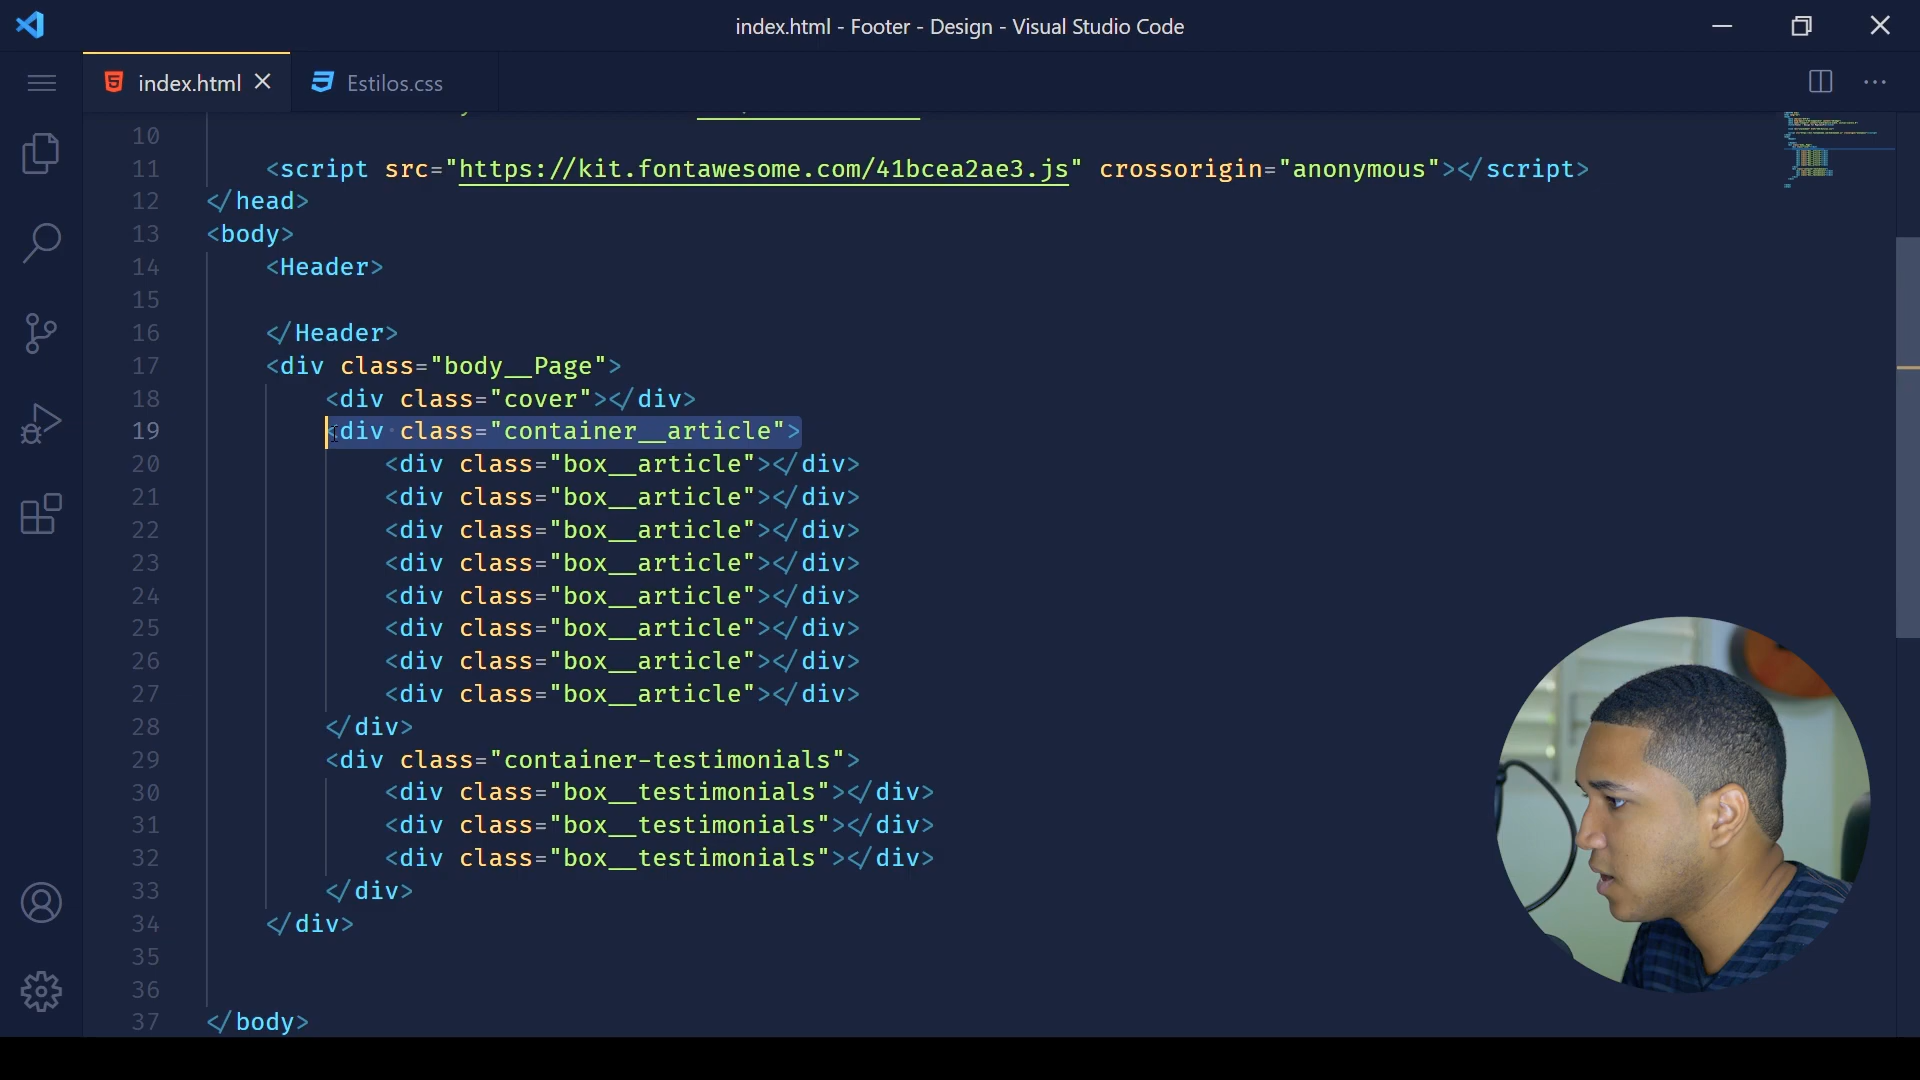 index.html - Footer - Design - Visual Studio Code
index.html
Estilos.css
10
11 <script src="https://kit.fontawesome.com/41bcea2ae3.js" crossorigin="anonymous"></script>
12 </head>
13 <body>
14 <Header>
15
16 </Header>
17 <div class="body__Page">
18 <div class="cover"></div>
19 <div class="container__article">
20 <div class="box__article"></div>
21 <div class="box__article"></div>
22 <div class="box__article"></div>
23 <div class="box__article"></div>
24 <div class="box__article"></div>
25 <div class="box__article"></div>
26 <div class="box__article"></div>
27 <div class="box__article"></div>
28 </div>
29 <div class="container-testimonials">
30 <div class="box__testimonials"></div>
31 <div class="box__testimonials"></div>
32 <div class="box__testimonials"></div>
33 </div>
34 </div>
35
36
37 </body>